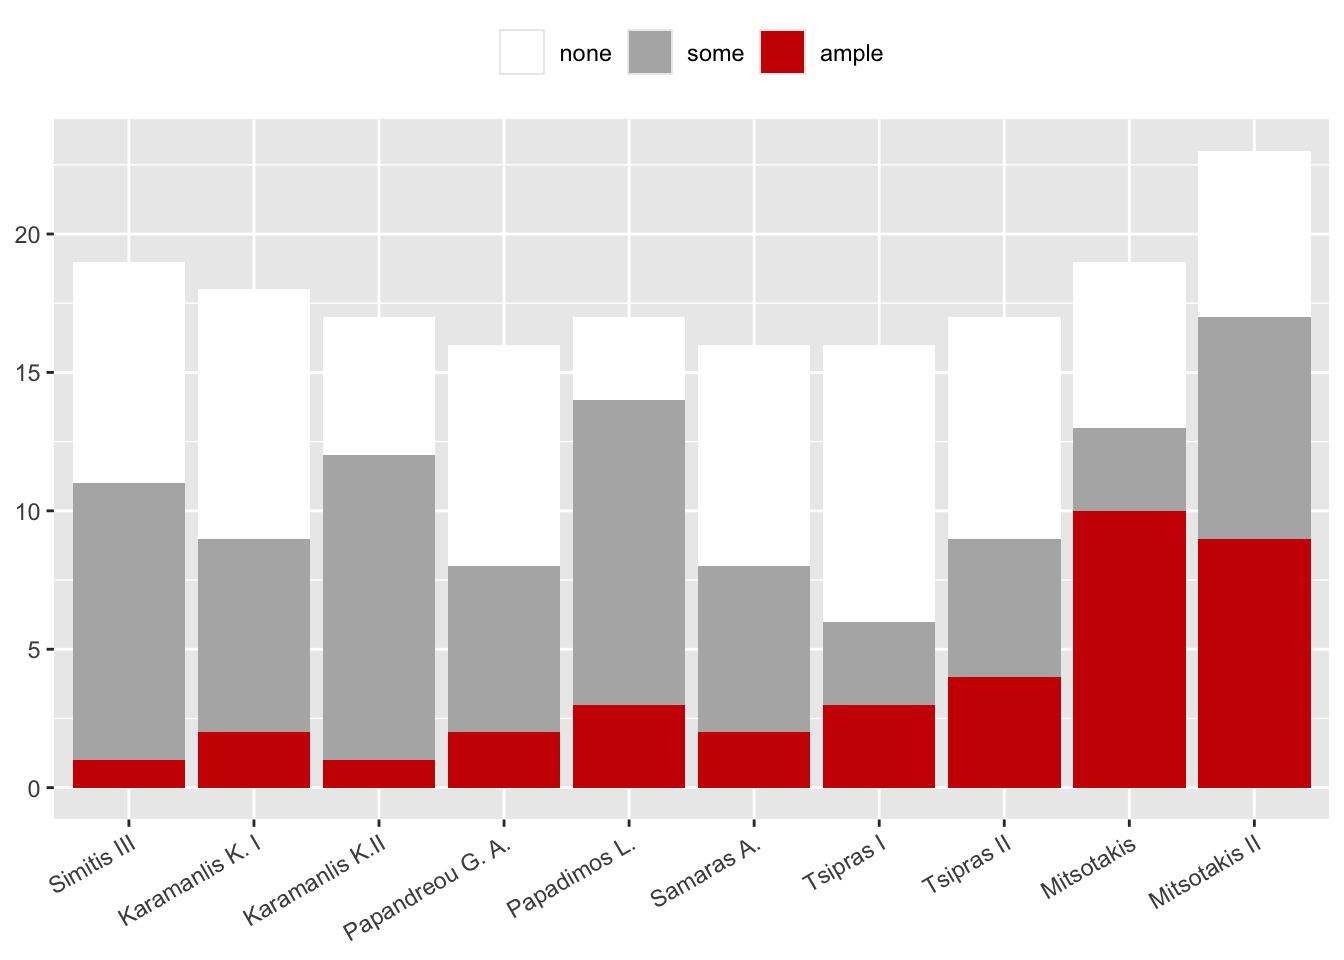 none some ample
20
15
10
5
0
Simitis III
Karamanlis K. I
Karamanlis K.II
Papandreou G. A.
Papadimos L.
Samaras A.
Tsipras I
Tsipras II
Mitsotakis
Mitsotakis II